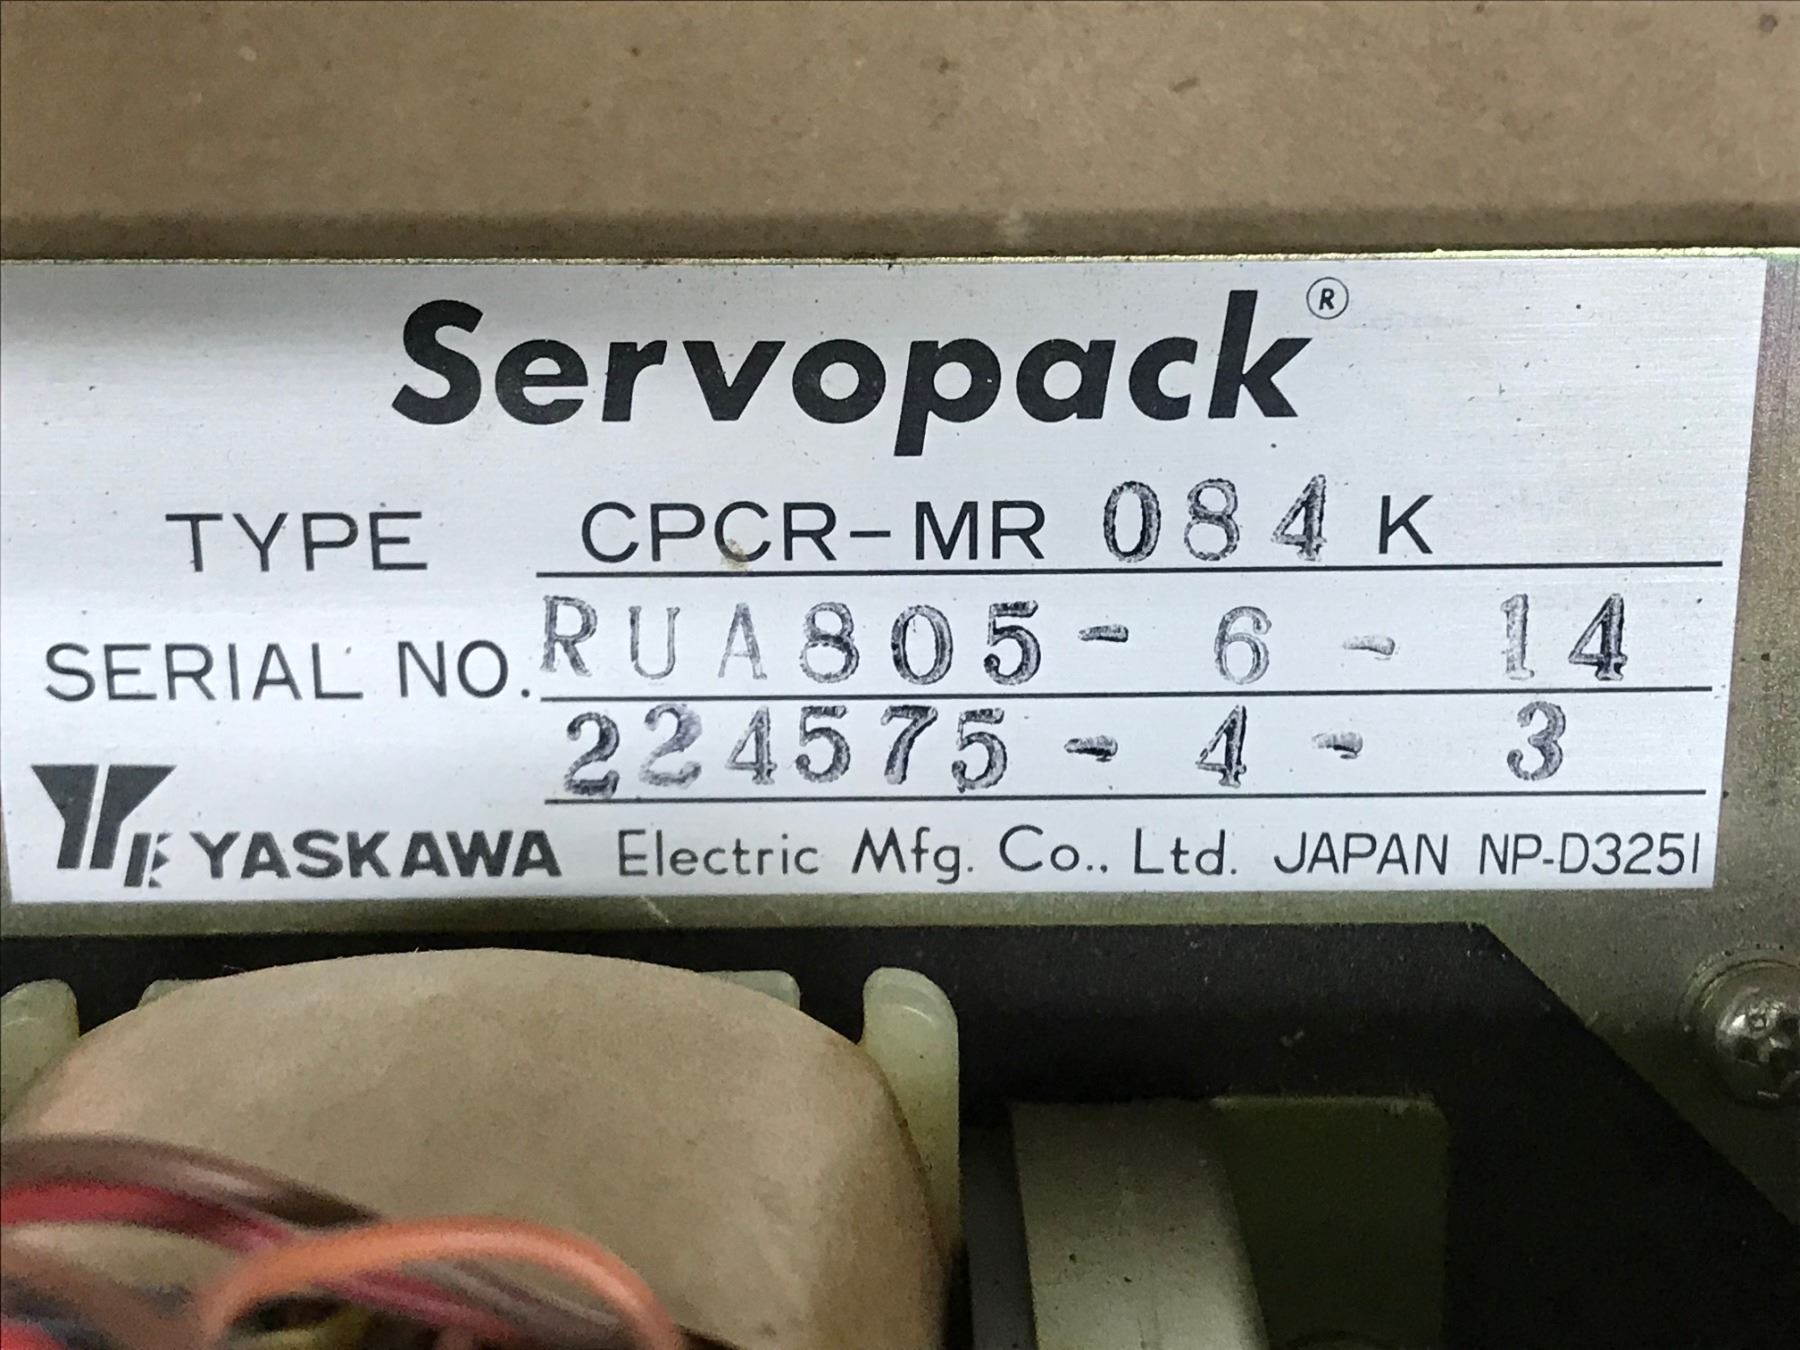 Servopack®
TYPE CPCR-MR 084 K
SERIAL NO. RUA805-6-14
224575-4-3
YE YASKAWA Electric Mfg. Co., Ltd. JAPAN NP-D3251